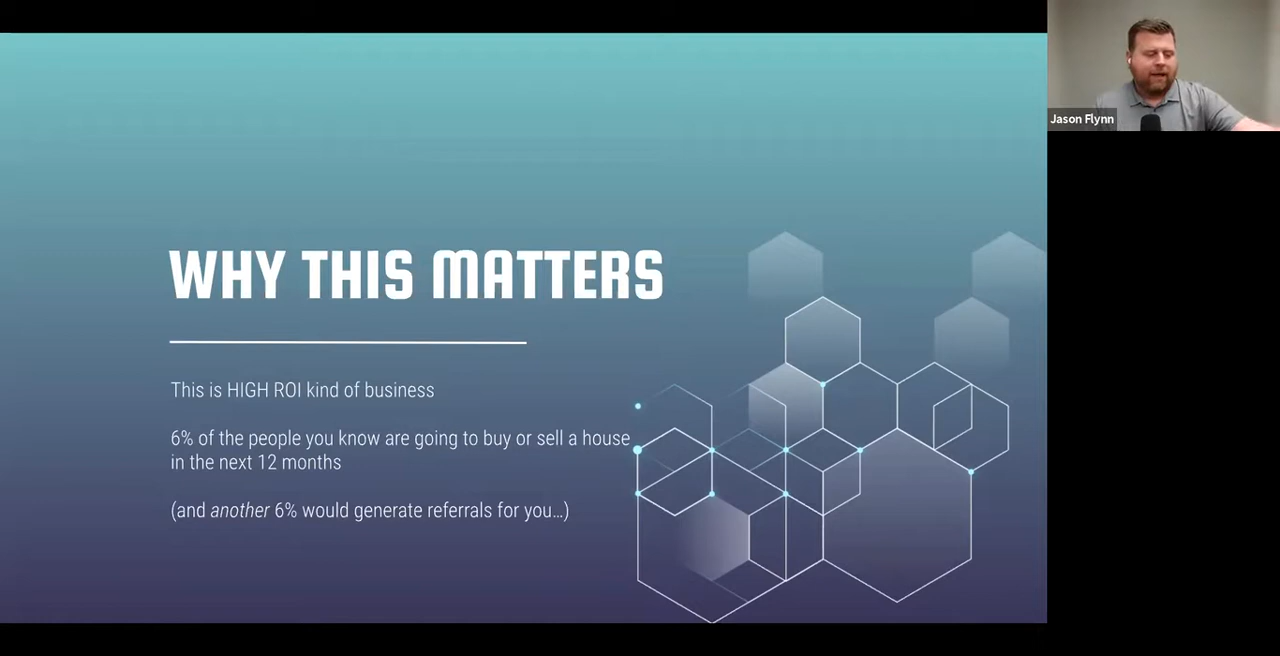 WHY THIS MATTERS
This is HIGH ROI kind of business
6% of the people you know are going to buy or sell a house
in the next 12 months
(and another 6% would generate referrals for you...)
Jason Flynn